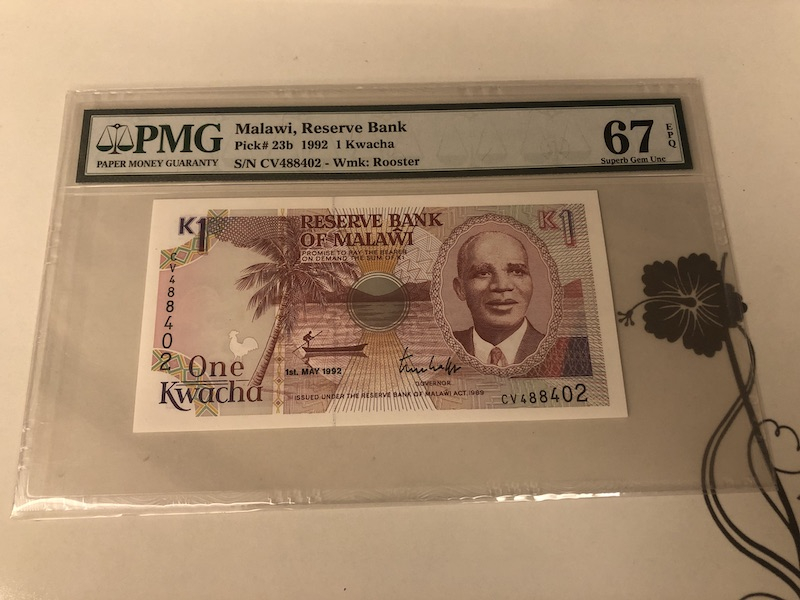 PMG
PAPER MONEY GUARANTY
Malawi, Reserve Bank
Pick# 23b 1992 1 Kwacha
S/N CV488402 - Wmk: Rooster
67
EPQ
Superb Gem Unc
K1
RESERVE BANK
OF MALAŴI
PROMISE TO PAY THE BEARER
ON DEMAND THE SUM OF K1
K1
CV488402
One
Kwacha
1st. MAY 1992
GOVERNOR
ISSUED UNDER THE RESERVE BANK OF MALAWI ACT 1989
CV488402